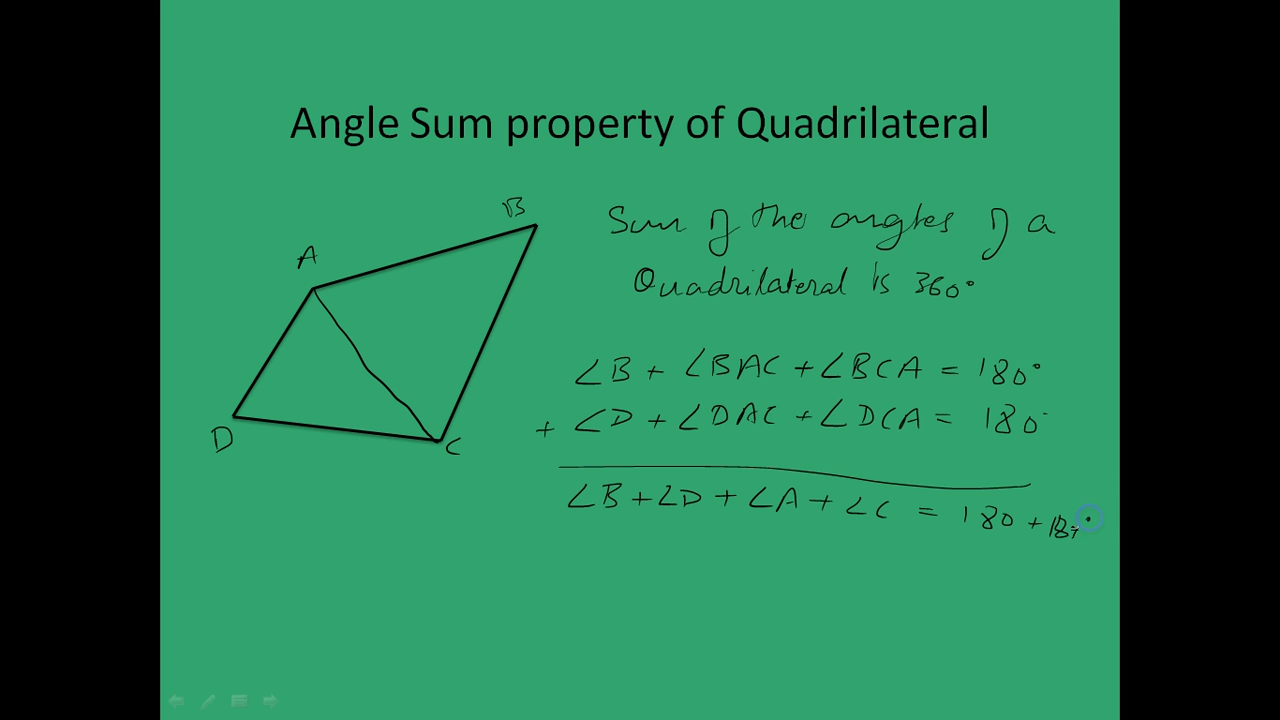 Angle Sum property of Quadrilateral
Sum of the angles of a
Quadrilateral is 360°
∠B + ∠BAC + ∠BCA = 180°
+ ∠D + ∠DAC + ∠DCA = 180°
∠B + ∠D + ∠A + ∠C = 180 +
A
B
D
C